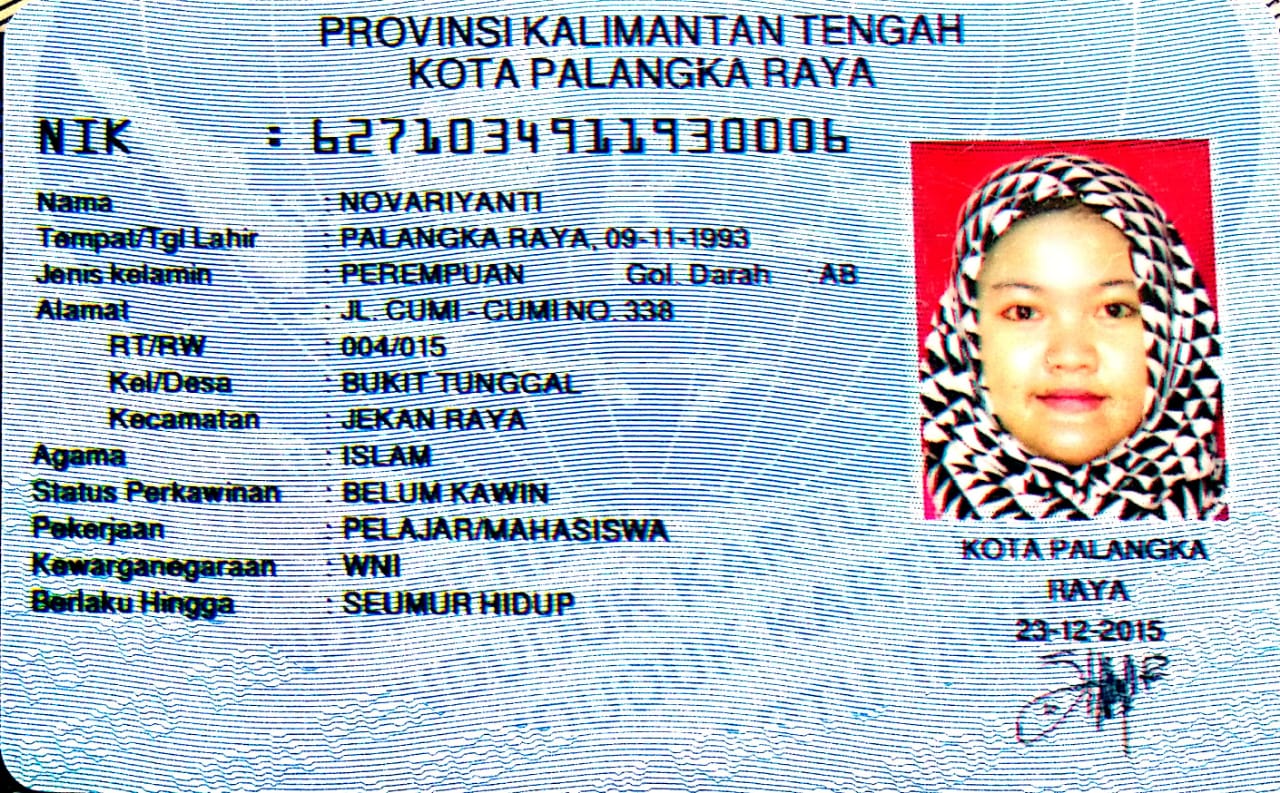 PROVINSI KALIMANTAN TENGAH
KOTA PALANGKA RAYA
NIK : 6271034911930006
Nama : NOVARIYANTI
Tempat/Tgl Lahir : PALANGKA RAYA, 09-11-1993
Jenis kelamin : PEREMPUAN Gol. Darah : AB
Alamat : JL. CUMI - CUMI NO. 338
RT/RW : 004/015
Kel/Desa : BUKIT TUNGGAL
Kecamatan : JEKAN RAYA
Agama : ISLAM
Status Perkawinan : BELUM KAWIN
Pekerjaan : PELAJAR/MAHASISWA
Kewarganegaraan : WNI
Berlaku Hingga : SEUMUR HIDUP
KOTA PALANGKA
RAYA
23-12-2015